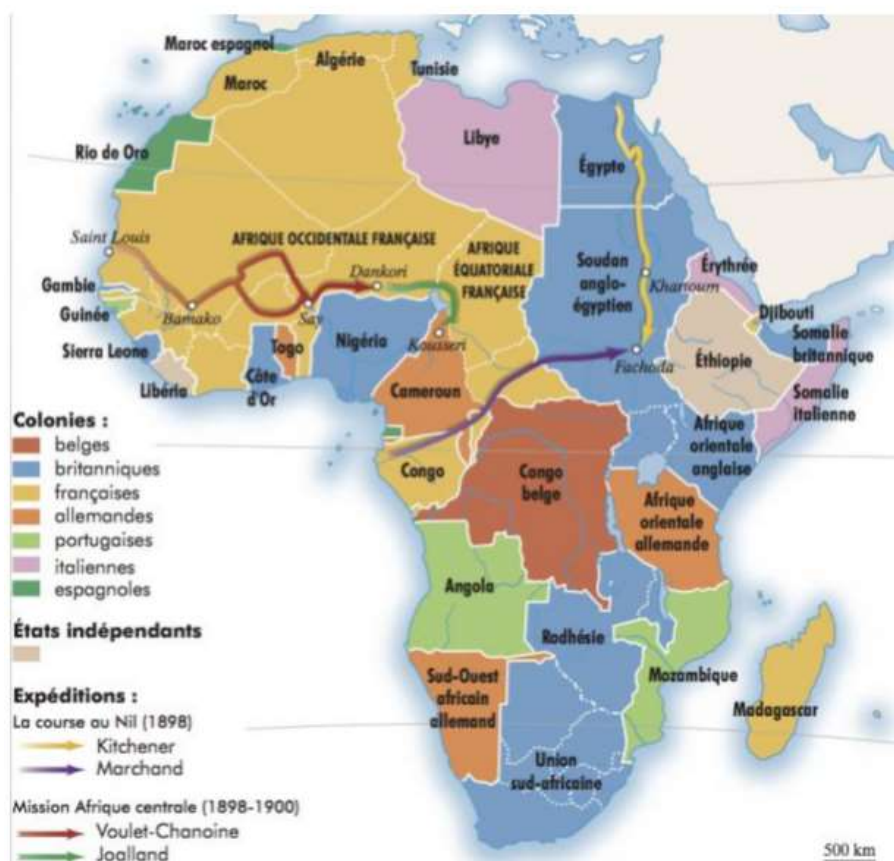 Maroc espagnol
Algérie
Tunisie
Maroc
Libye
Égypte
Rio de Oro
Saint Louis
AFRIQUE OCCIDENTALE FRANÇAISE
AFRIQUE
ÉQUATORIALE
FRANÇAISE
Soudan
anglo-
égyptien
Khartoum
Érythrée
Dankori
Gambie
Guinée
Bamako
Say
Djibouti
Somalie
britannique
Sierra Leone
Togo
Nigéria
Kousseri
Fachoda
Éthiopie
Libéria
Côte
d'Or
Cameroun
Somalie
italienne
Afrique
orientale
anglaise
Congo
Congo
belge
Afrique
orientale
allemande
Angola
Rodhésie
Mozambique
Madagascar
Sud-Ouest
africain
allemand
Union
sud-africaine
Colonies :
belges
britanniques
françaises
allemandes
portugaises
italiennes
espagnoles
États indépendants
Expéditions :
La course au Nil (1898)
Kitchener
Marchand
Mission Afrique centrale (1898-1900)
Voulet-Chanoine
Joalland
500 km